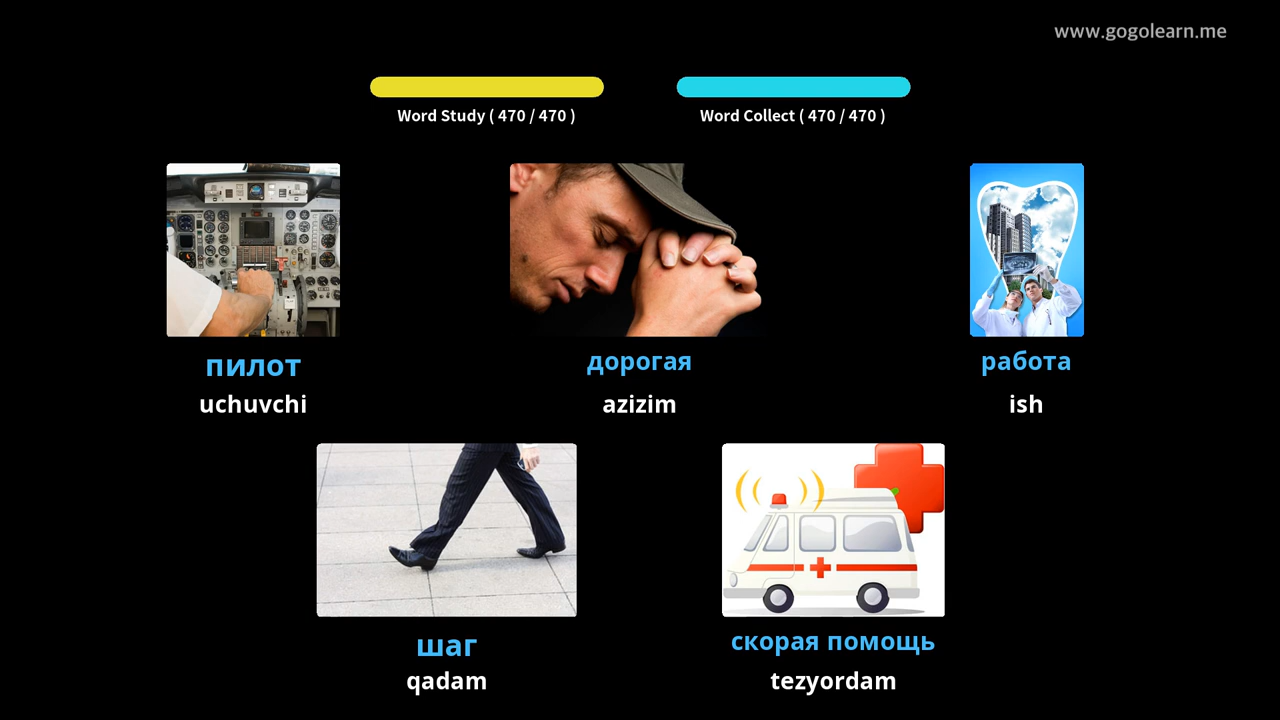 www.gogolearn.me
Word Study ( 470 / 470 )
Word Collect ( 470 / 470 )
пилот
uchuvchi
дорогая
azizim
работа
ish
шаг
qadam
скорая помощь
tezyordam